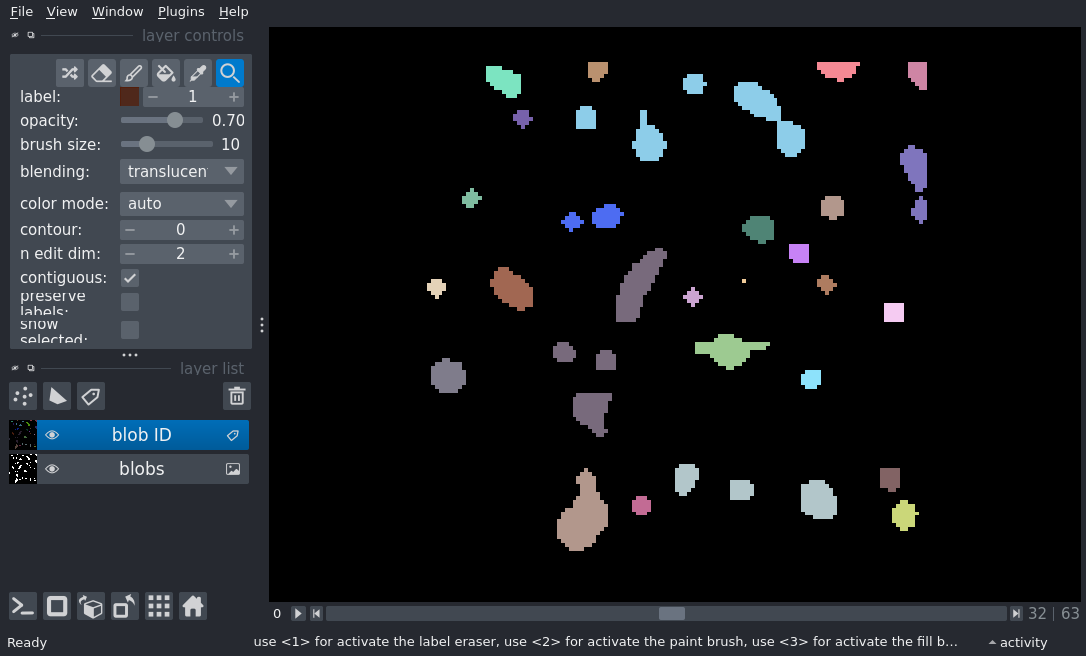 File View Window Plugins Help
layer controls
label: 1
opacity: 0.70
brush size: 10
blending: translucen
color mode: auto
contour: 0
n edit dim: 2
contiguous:
preserve
labels:
show
selected:
layer list
blob ID
blobs
0 32 63
Ready use <1> for activate the label eraser, use <2> for activate the paint brush, use <3> for activate the fill b... activity